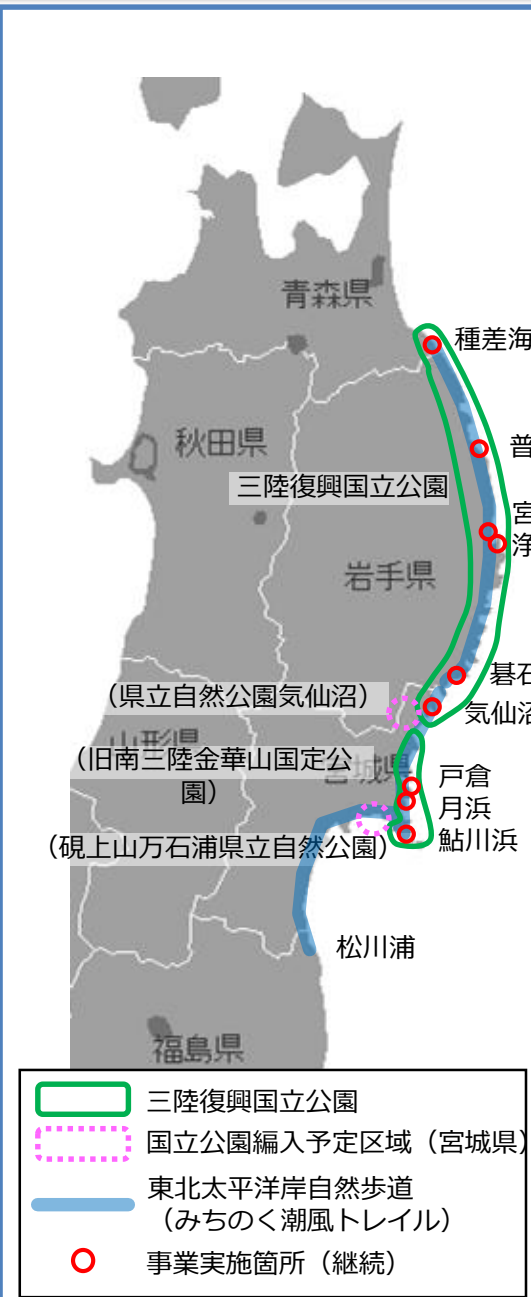 青森県
種差海
秋田県
普
三陸復興国立公園
宮
浄
岩手県
碁石
（県立自然公園気仙沼）
気仙沼
山形県
（旧南三陸金華山国定公
園）
宮城県
戸倉
月浜
鮎川浜
（硯上山万石浦県立自然公園）
松川浦
福島県
三陸復興国立公園
国立公園編入予定区域（宮城県）
東北太平洋岸自然歩道
（みちのく潮風トレイル）
事業実施箇所（継続）